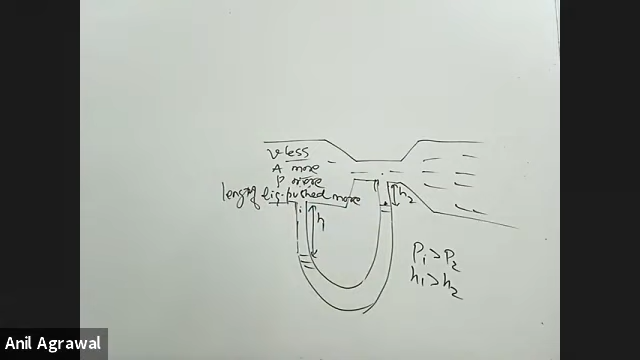 v less
A more
P more
length of liq. pushed more
h
h2
P1 > P2
h1 > h2
Anil Agrawal